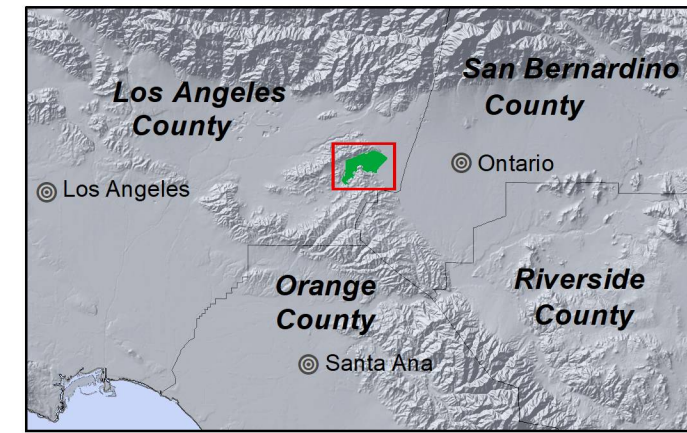 Los Angeles
County
San Bernardino
County
Ontario
Los Angeles
Orange
County
Riverside
County
Santa Ana